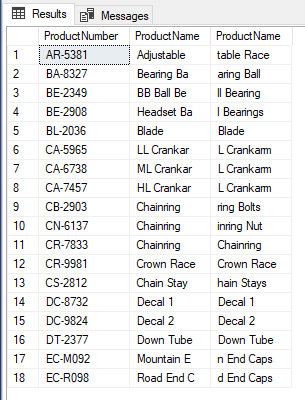 Results Messages
ProductNumber ProductName ProductName
1 AR-5381 Adjustable table Race
2 BA-8327 Bearing Ba aring Ball
3 BE-2349 BB Ball Be ll Bearing
4 BE-2908 Headset Ba l Bearings
5 BL-2036 Blade Blade
6 CA-5965 LL Crankar L Crankarm
7 CA-6738 ML Crankar L Crankarm
8 CA-7457 HL Crankar L Crankarm
9 CB-2903 Chainring ring Bolts
10 CN-6137 Chainring inring Nut
11 CR-7833 Chainring Chainring
12 CR-9981 Crown Race Crown Race
13 CS-2812 Chain Stay hain Stays
14 DC-8732 Decal 1 Decal 1
15 DC-9824 Decal 2 Decal 2
16 DT-2377 Down Tube Down Tube
17 EC-M092 Mountain E n End Caps
18 EC-R098 Road End C d End Caps